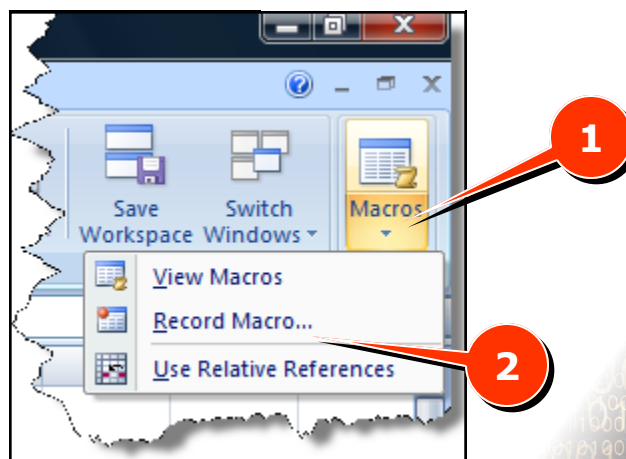 Save Workspace
Switch Windows
Macros
1
View Macros
Record Macro...
2
Use Relative References